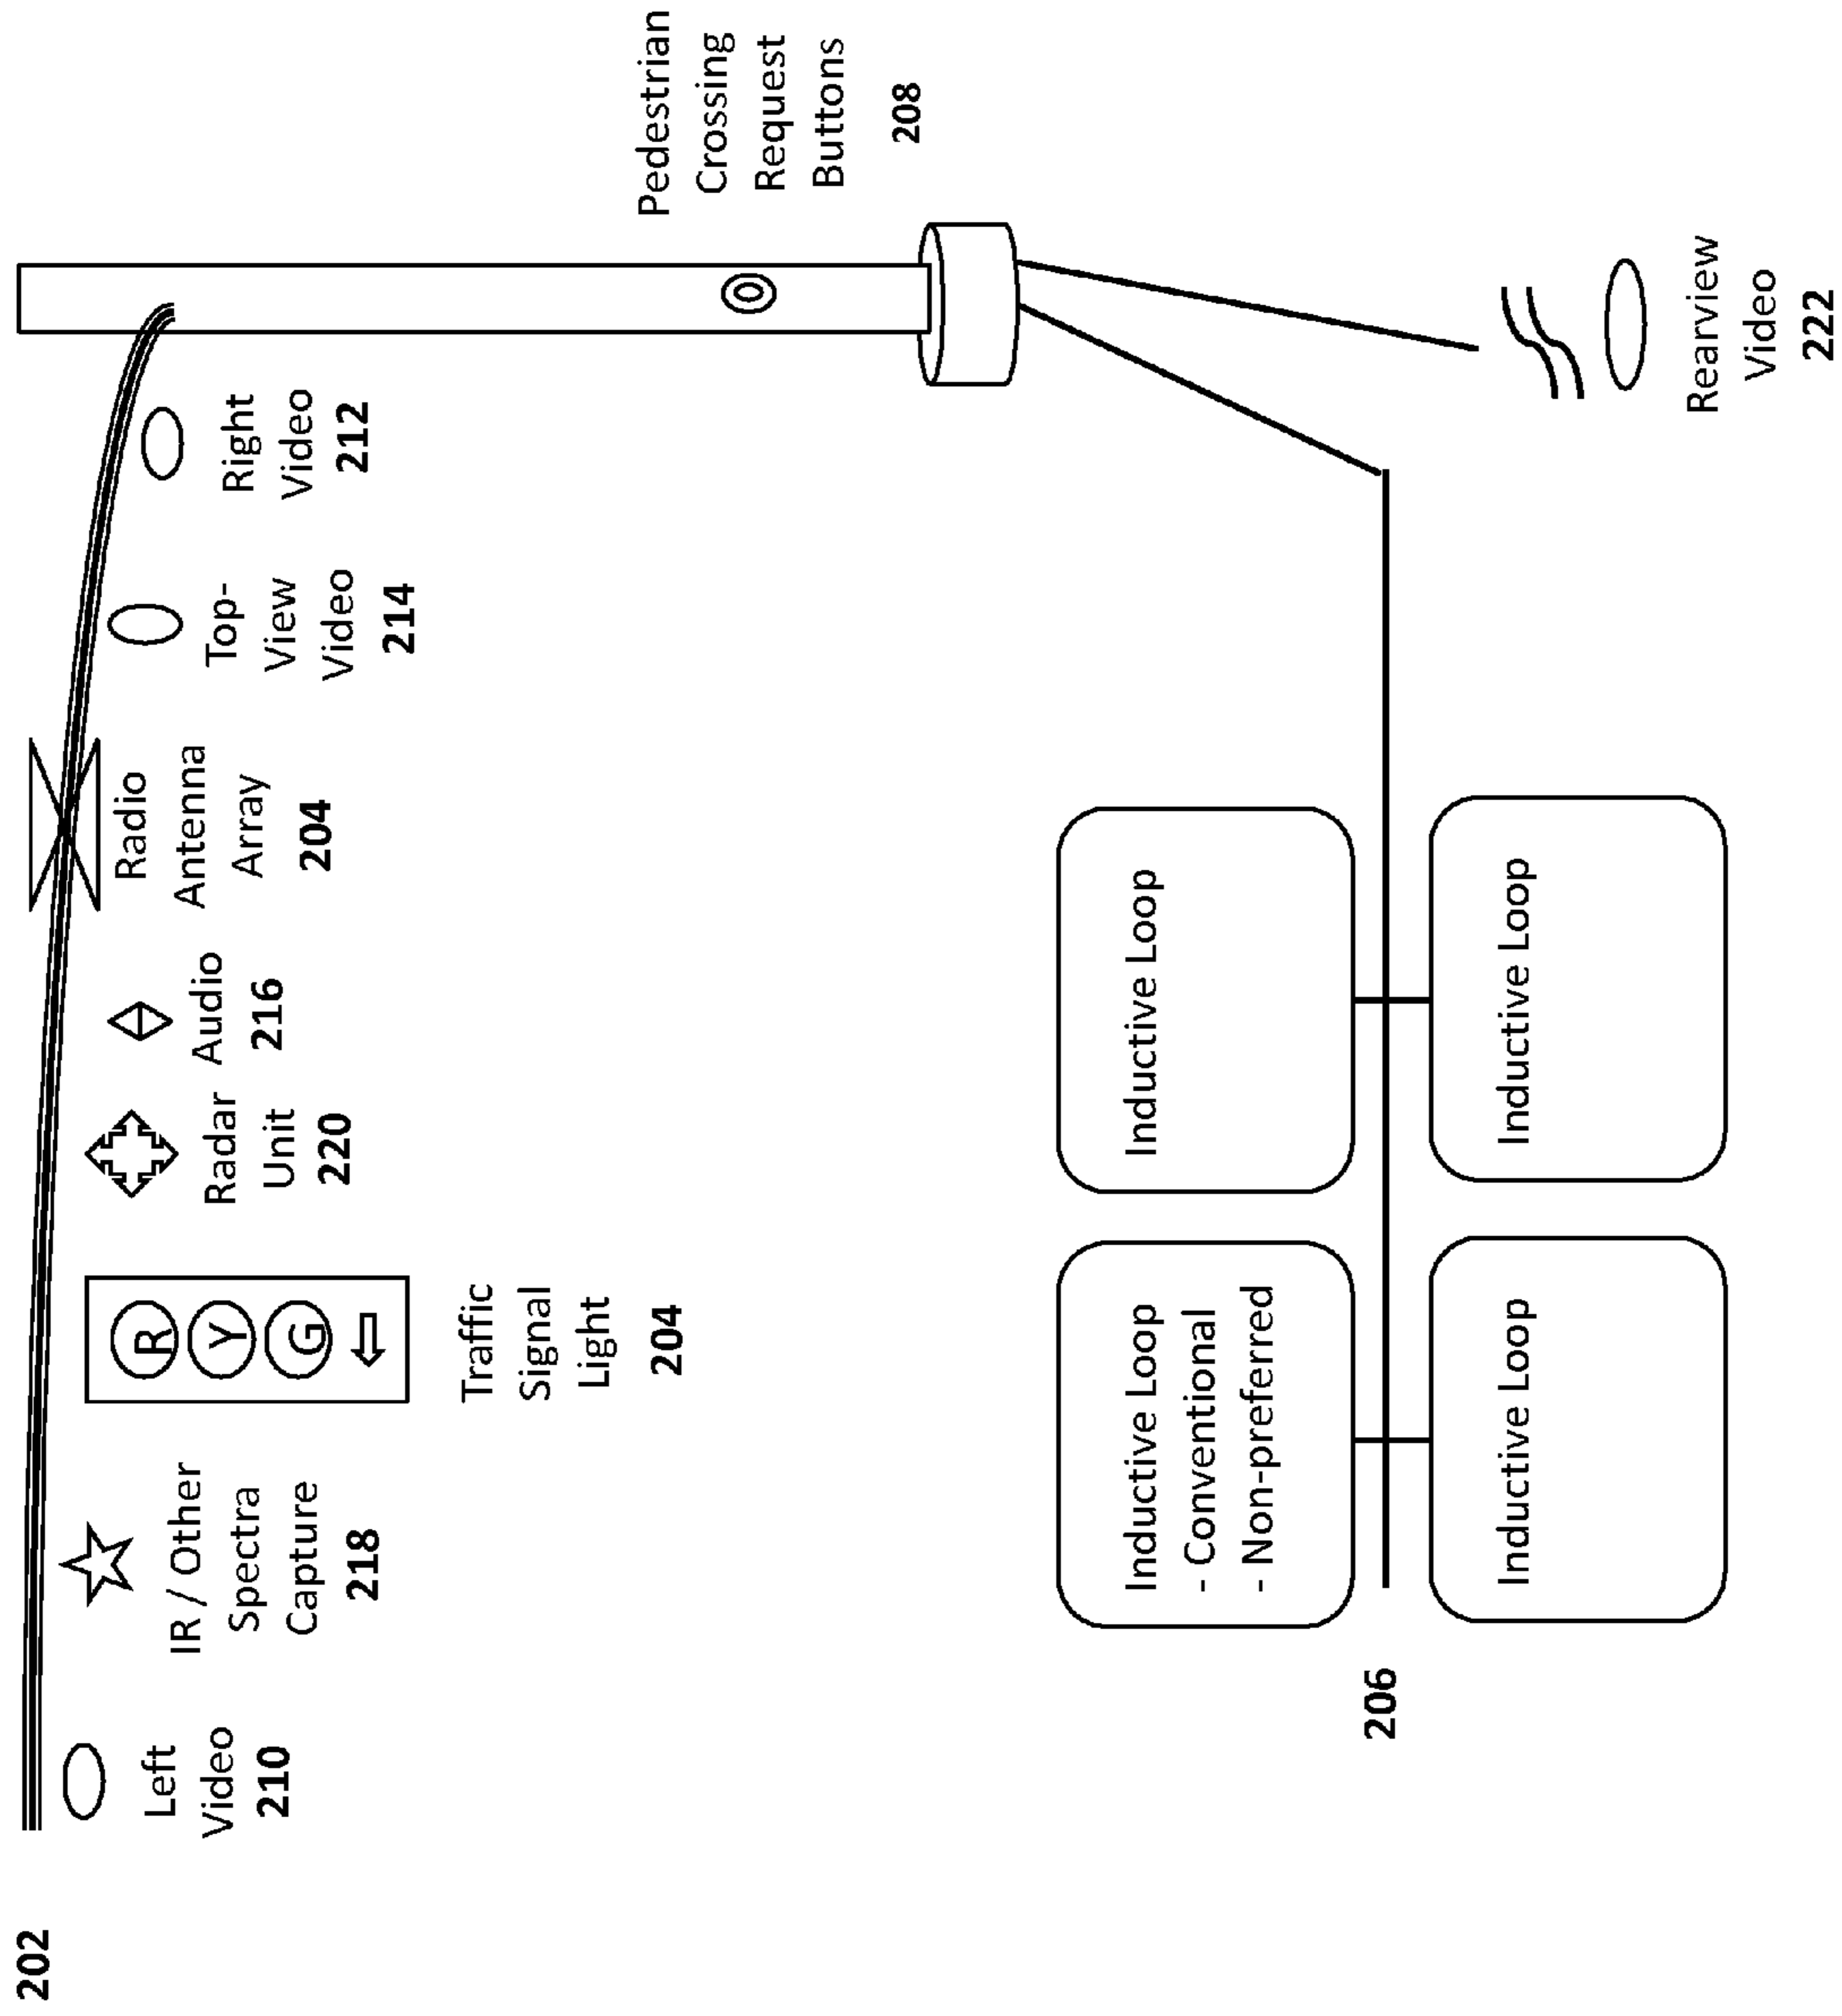 202
Left
Video
210
IR / Other
Spectra
Capture
218
R
Y
G
Traffic
Signal
Light
204
Radar
Unit
220
Audio
216
Radio
Antenna
Array
204
Top-
View
Video
214
Right
Video
212
Pedestrian
Crossing
Request
Buttons
208
206
Inductive Loop
- Conventional
- Non-preferred
Inductive Loop
Inductive Loop
Inductive Loop
Rearview
Video
222